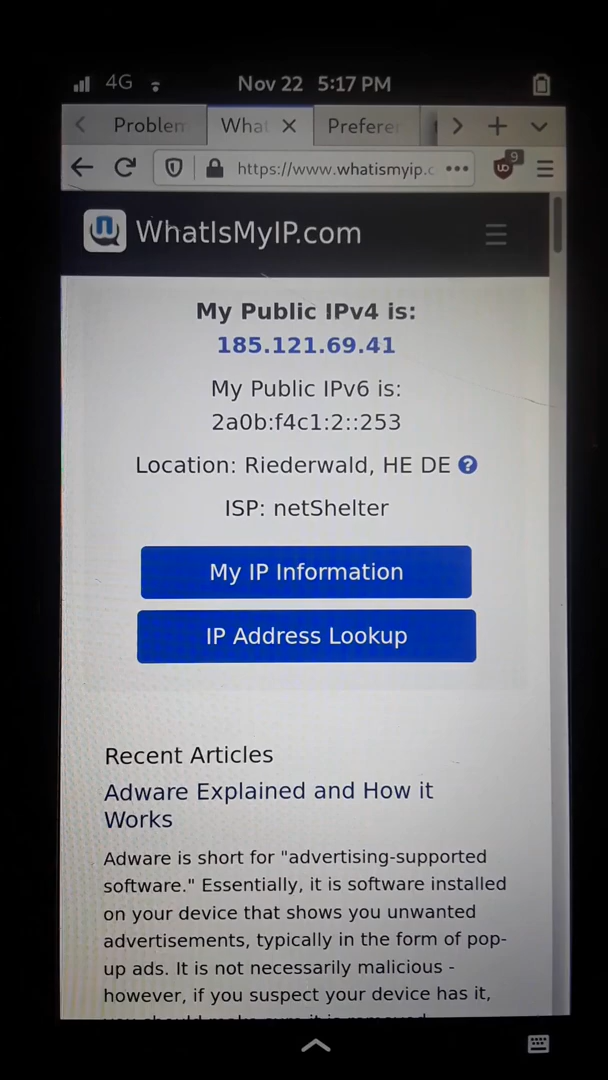 4G Nov 22 5:17 PM
Problem What Prefere
https://www.whatismyip.c ••• 9
WhatIsMyIP.com
My Public IPv4 is:
185.121.69.41
My Public IPv6 is:
2a0b:f4c1:2::253
Location: Riederwald, HE DE ?
ISP: netShelter
My IP Information
IP Address Lookup
Recent Articles
Adware Explained and How it
Works
Adware is short for "advertising-supported
software." Essentially, it is software installed
on your device that shows you unwanted
advertisements, typically in the form of pop-
up ads. It is not necessarily malicious -
however, if you suspect your device has it,